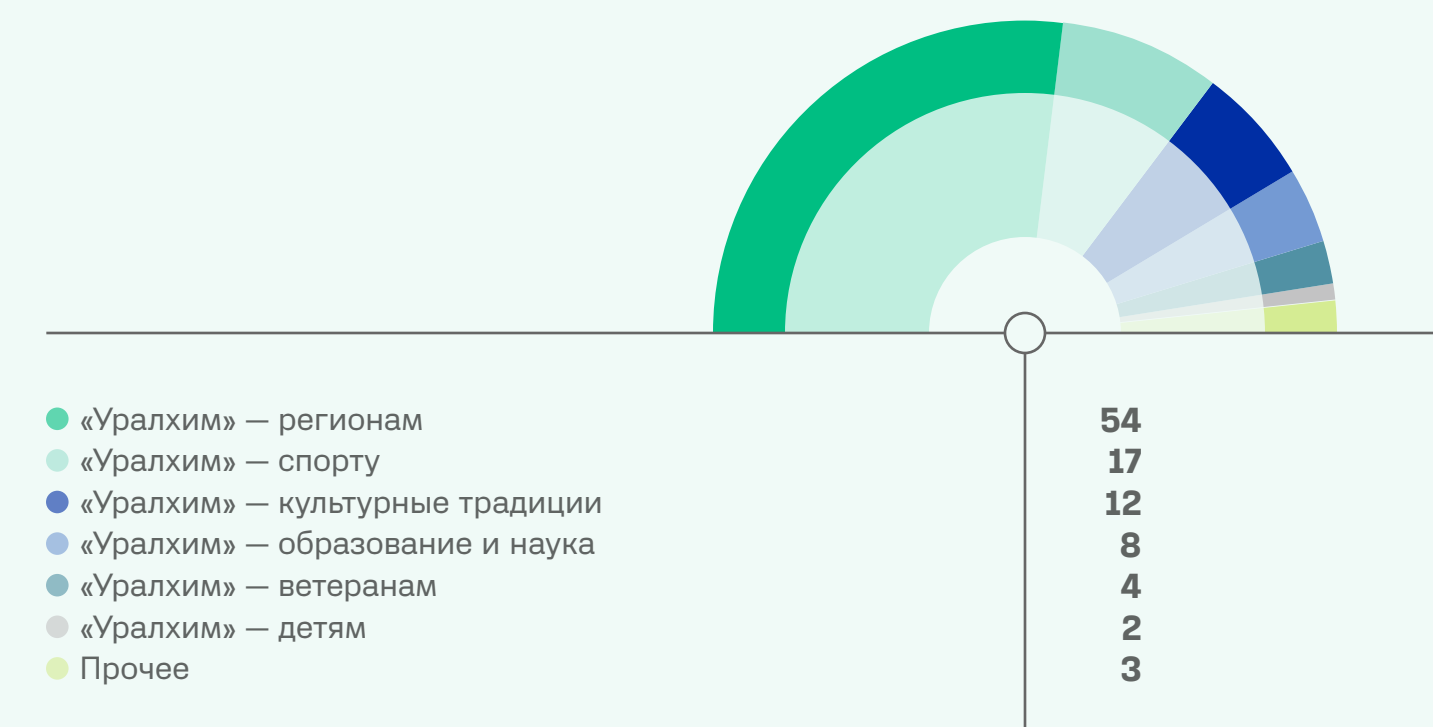 «Уралхим» — регионам 54
«Уралхим» — спорту 17
«Уралхим» — культурные традиции 12
«Уралхим» — образование и наука 8
«Уралхим» — ветеранам 4
«Уралхим» — детям 2
Прочее 3